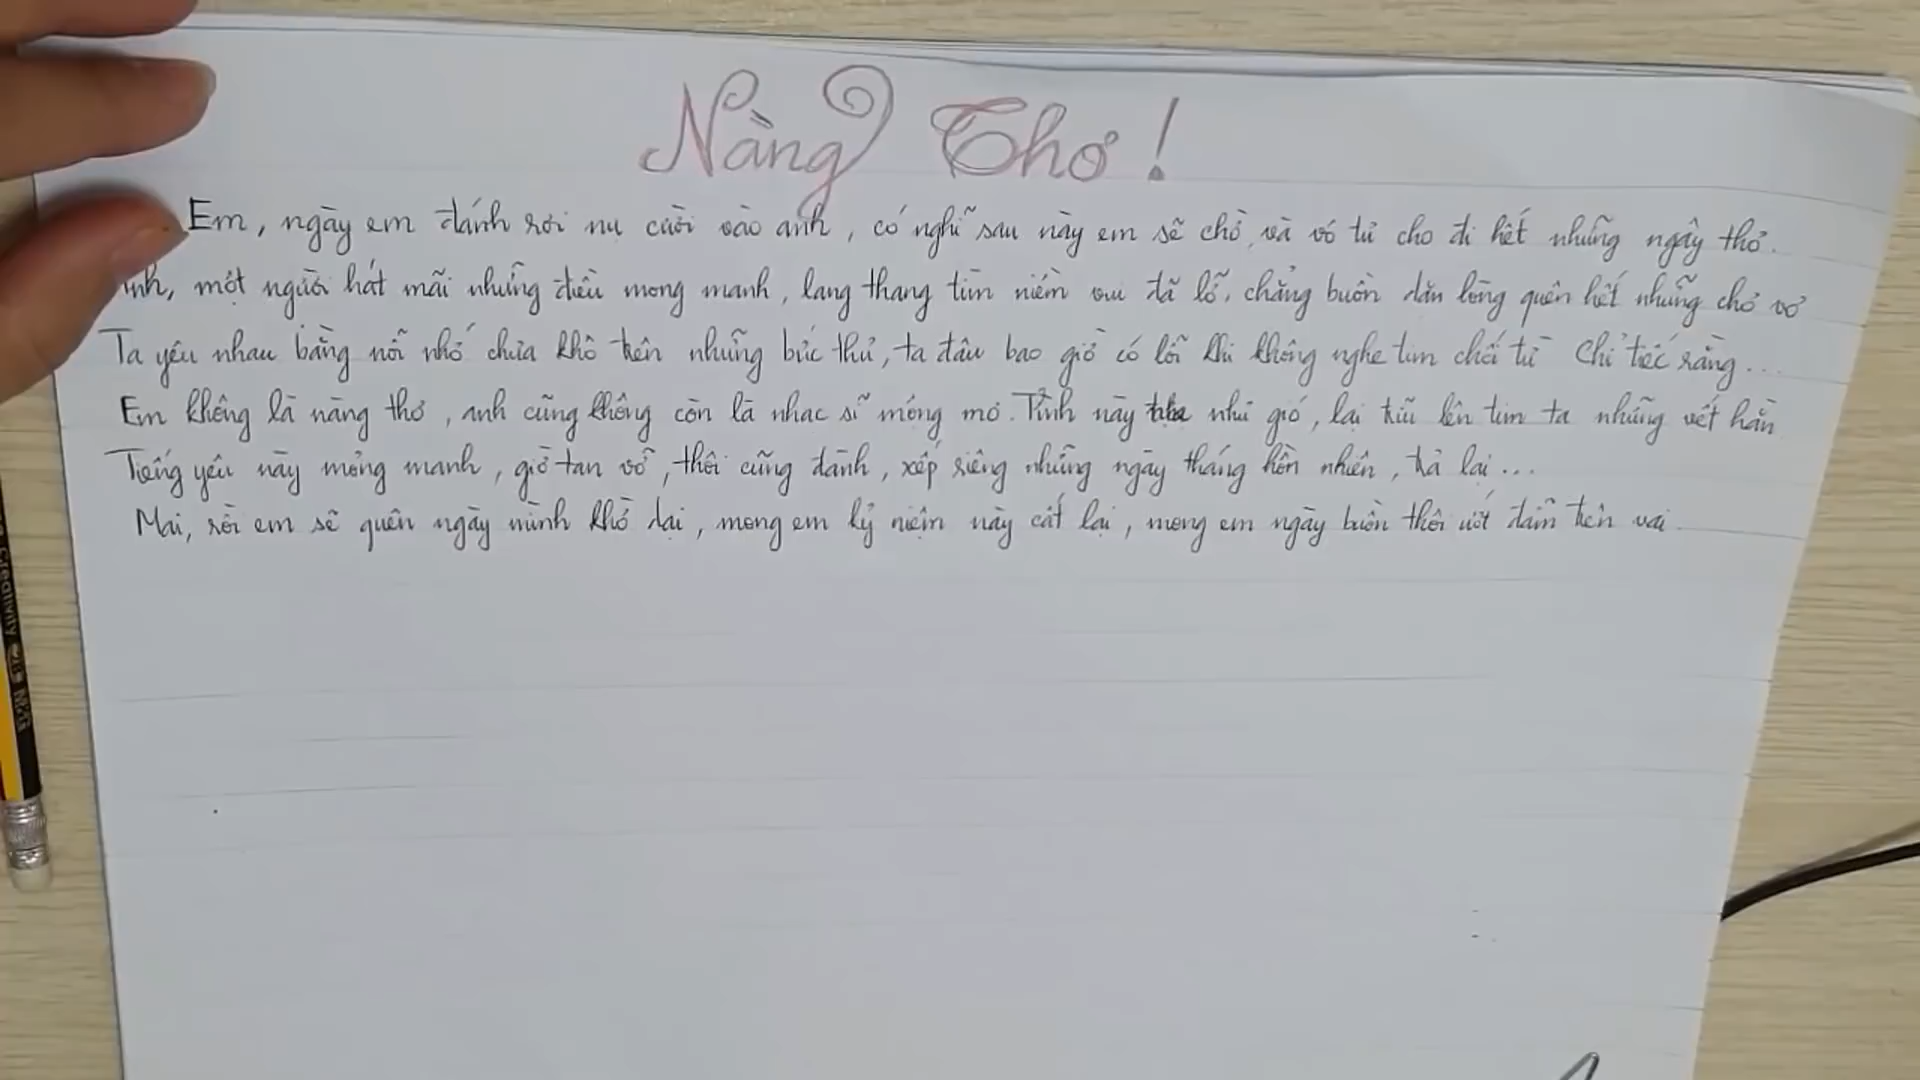 Nàng Thơ!
Em, ngày em đánh rơi nụ cười vào anh, có nghĩ sau này em sẽ chờ, và vô tư cho đi hết những ngây thơ.
Anh, một người hát mãi những điều mong manh, lang thang tìm niềm vui đã lỡ, chẳng buồn dặn lòng quên hết những chơ vơ
Ta yêu nhau bằng nỗi nhớ chưa khô trên những bức thư, ta đâu bao giờ có lỗi khi không nghe tim chối từ Chỉ tiếc rằng...
Em không là nàng thơ, anh cũng không còn là nhạc sĩ mộng mơ. Tình này như gió, lại trĩu lên tim ta những vết hằn
Tiếng yêu này mỏng manh, giờ tan vỡ, thôi cũng đành, xếp riêng những ngày tháng hồn nhiên, trả lại...
Mai, rồi em sẽ quên ngày mình khờ dại, mong em kỷ niệm này cất lại, mong em ngày buồn thôi ướt đẫm trên vai
Creativity